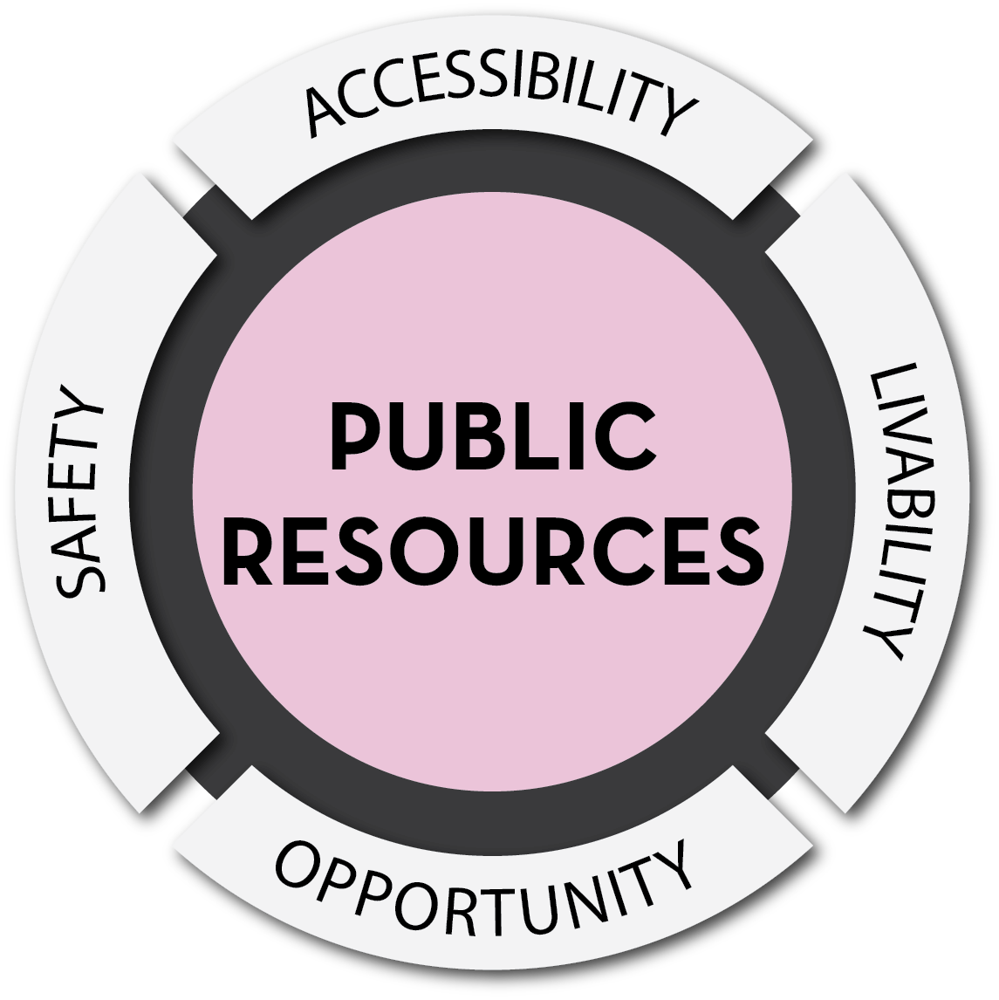 ACCESSIBILITY
LIVABILITY
OPPORTUNITY
SAFETY
PUBLIC
RESOURCES